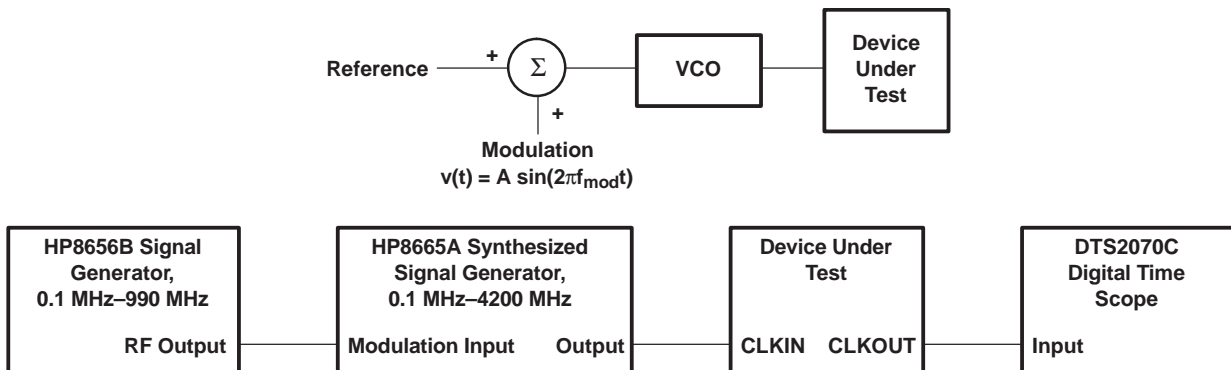 Reference
+
Σ
+
Modulation
v(t) = A sin(2πfmodt)
VCO
Device
Under
Test
HP8656B Signal
Generator,
0.1 MHz–990 MHz
RF Output
HP8665A Synthesized
Signal Generator,
0.1 MHz–4200 MHz
Modulation Input
Output
Device Under
Test
CLKIN
CLKOUT
DTS2070C
Digital Time
Scope
Input